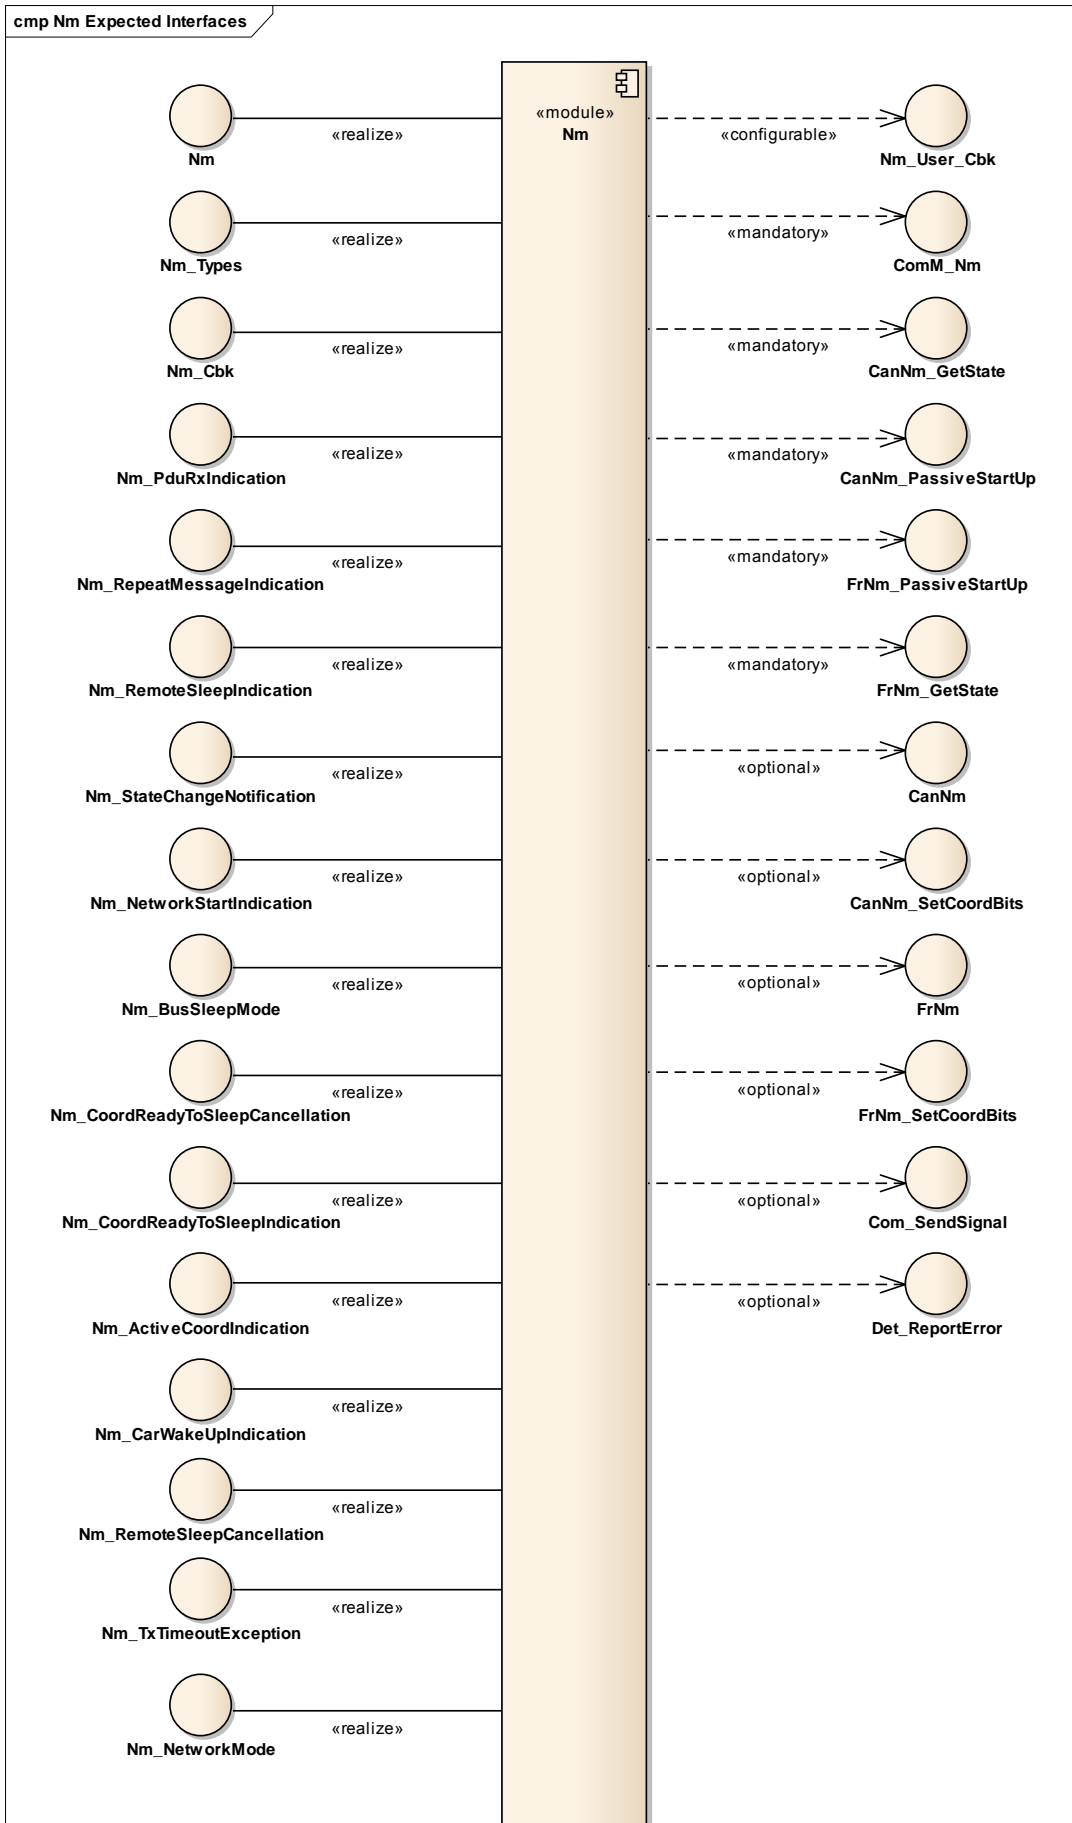 cmp Nm Expected Interfaces
«module»
Nm
«realize»
Nm
«configurable»
Nm_User_Cbk
«realize»
Nm_Types
«mandatory»
ComM_Nm
«realize»
Nm_Cbk
«mandatory»
CanNm_GetState
«realize»
Nm_PduRxIndication
«mandatory»
CanNm_PassiveStartUp
«realize»
Nm_RepeatMessageIndication
«mandatory»
FrNm_PassiveStartUp
«realize»
Nm_RemoteSleepIndication
«mandatory»
FrNm_GetState
«realize»
Nm_StateChangeNotification
«optional»
CanNm
«realize»
Nm_NetworkStartIndication
«optional»
CanNm_SetCoordBits
«realize»
Nm_BusSleepMode
«optional»
FrNm
«realize»
Nm_CoordReadyToSleepCancellation
«optional»
FrNm_SetCoordBits
«realize»
Nm_CoordReadyToSleepIndication
«optional»
Com_SendSignal
«realize»
Nm_ActiveCoordIndication
«optional»
Det_ReportError
«realize»
Nm_CarWakeUpIndication
«realize»
Nm_RemoteSleepCancellation
«realize»
Nm_TxTimeoutException
«realize»
Nm_NetworkMode